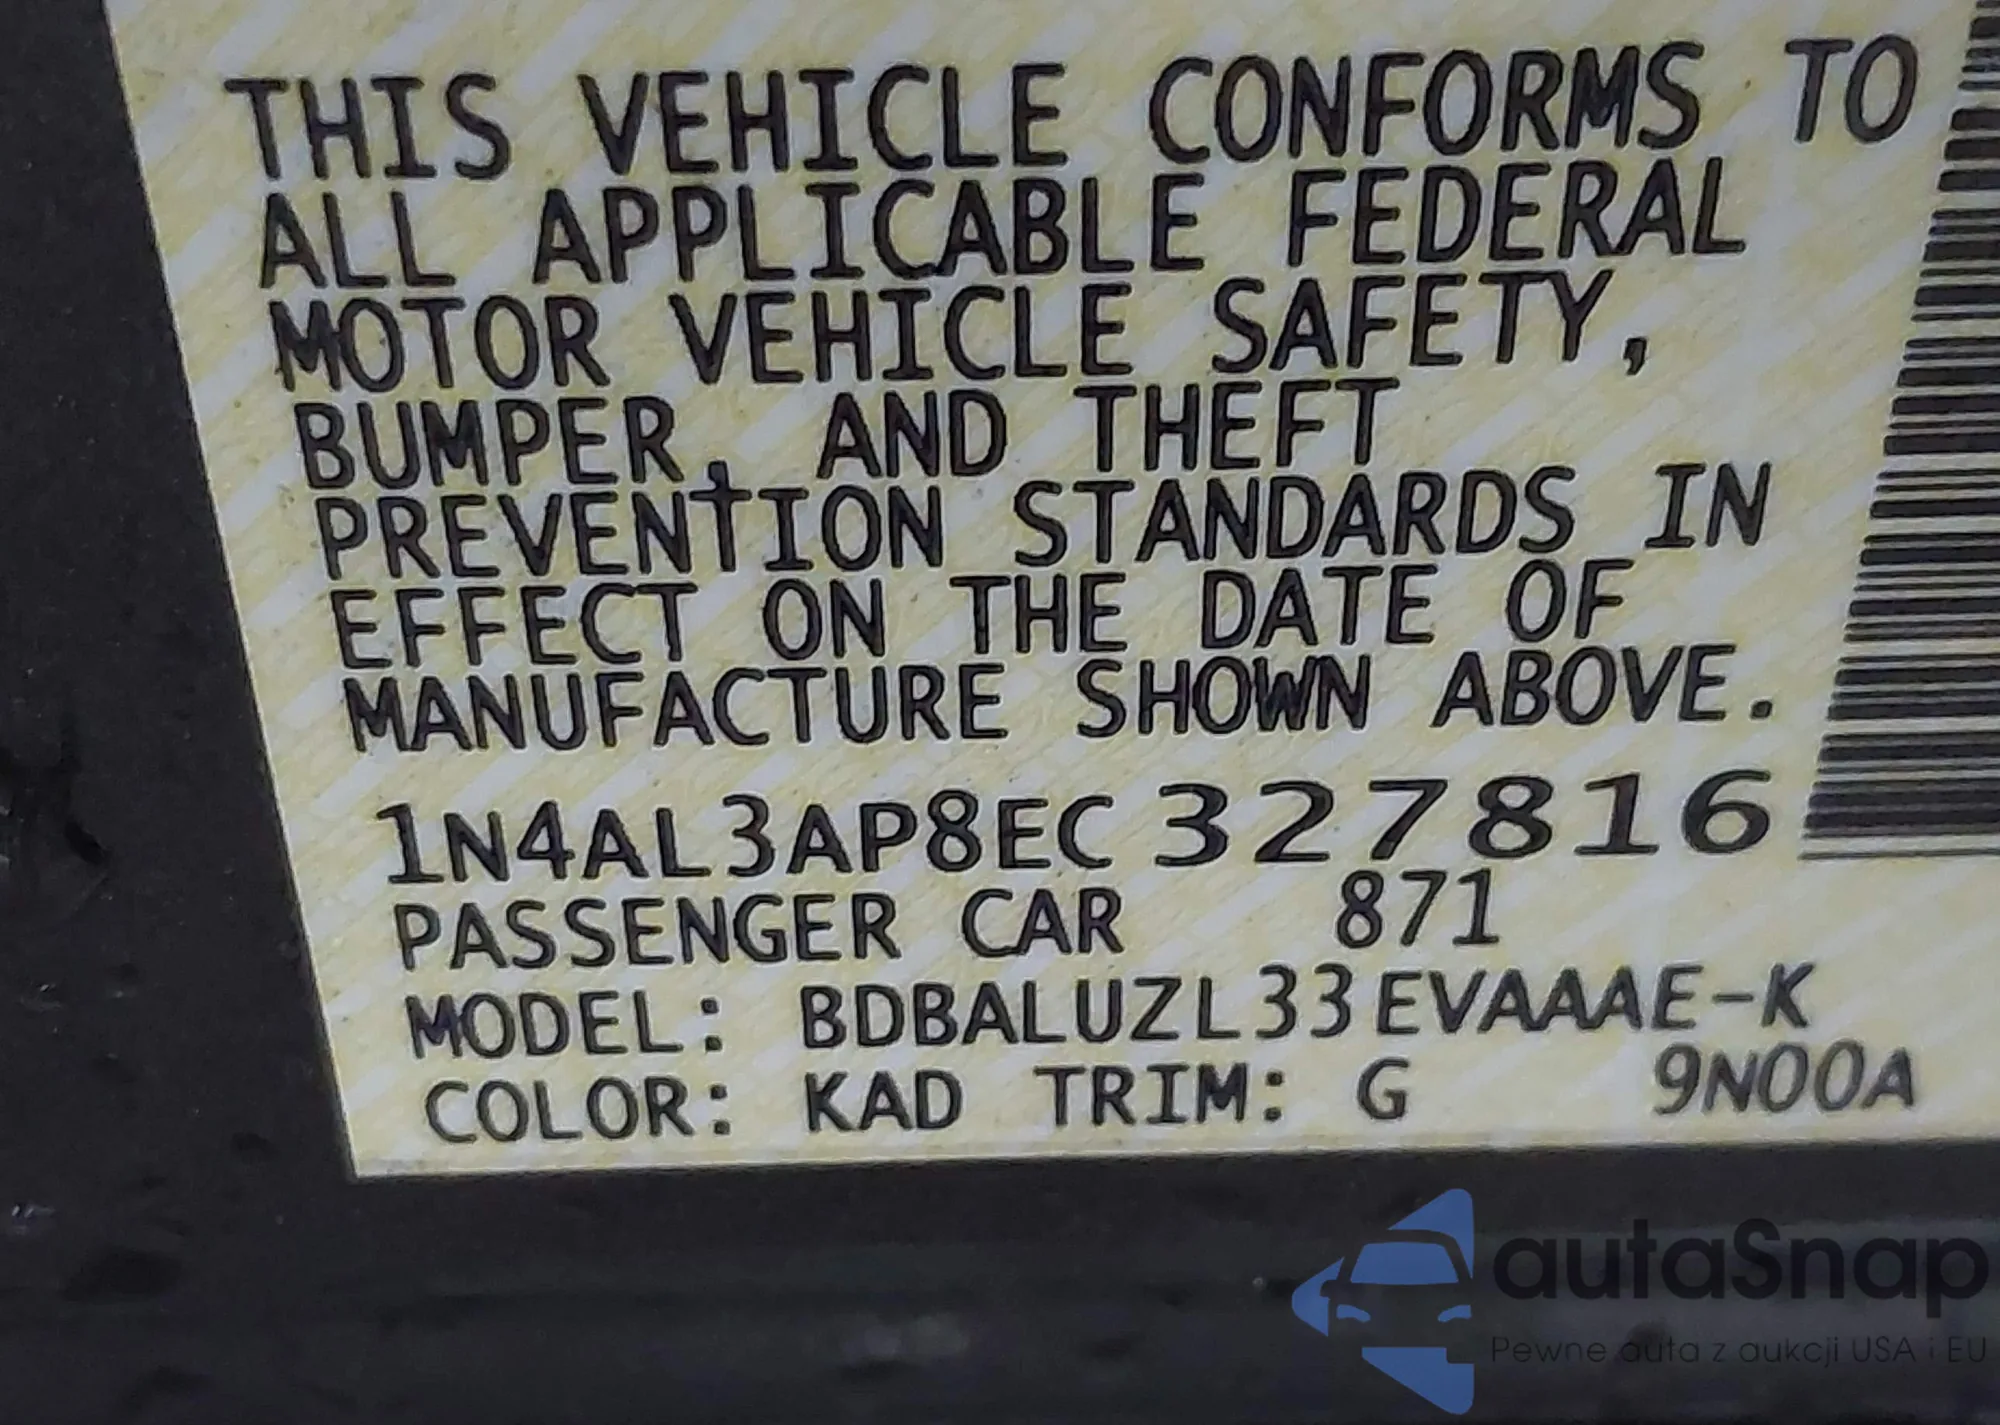 THIS VEHICLE CONFORMS TO
ALL APPLICABLE FEDERAL
MOTOR VEHICLE SAFETY,
BUMPER, AND THEFT
PREVENTION STANDARDS IN
EFFECT ON THE DATE OF
MANUFACTURE SHOWN ABOVE.
1N4AL3AP8EC327816
PASSENGER CAR 871
MODEL: BDBALUZL33EVAAAE-K
COLOR: KAD TRIM: G 9N00A
autaSnap
Pewne auta z aukcji USA i EU